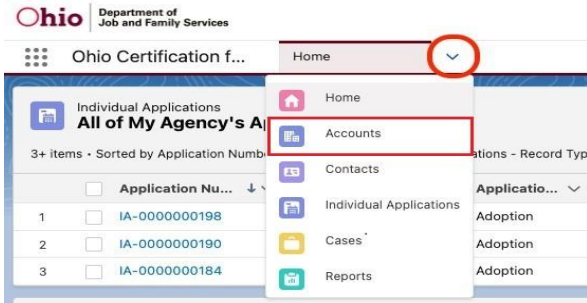 Ohio
Department of
Job and Family Services
Ohio Certification f...
Home
Individual Applications
All of My Agency's A
3+ items • Sorted by Application Numb
ations - Record Typ
Application Nu...
Applicatio...
1 IA-0000000198 Adoption
2 IA-0000000190 Adoption
3 IA-0000000184 Adoption
Home
Accounts
Contacts
Individual Applications
Cases
Reports